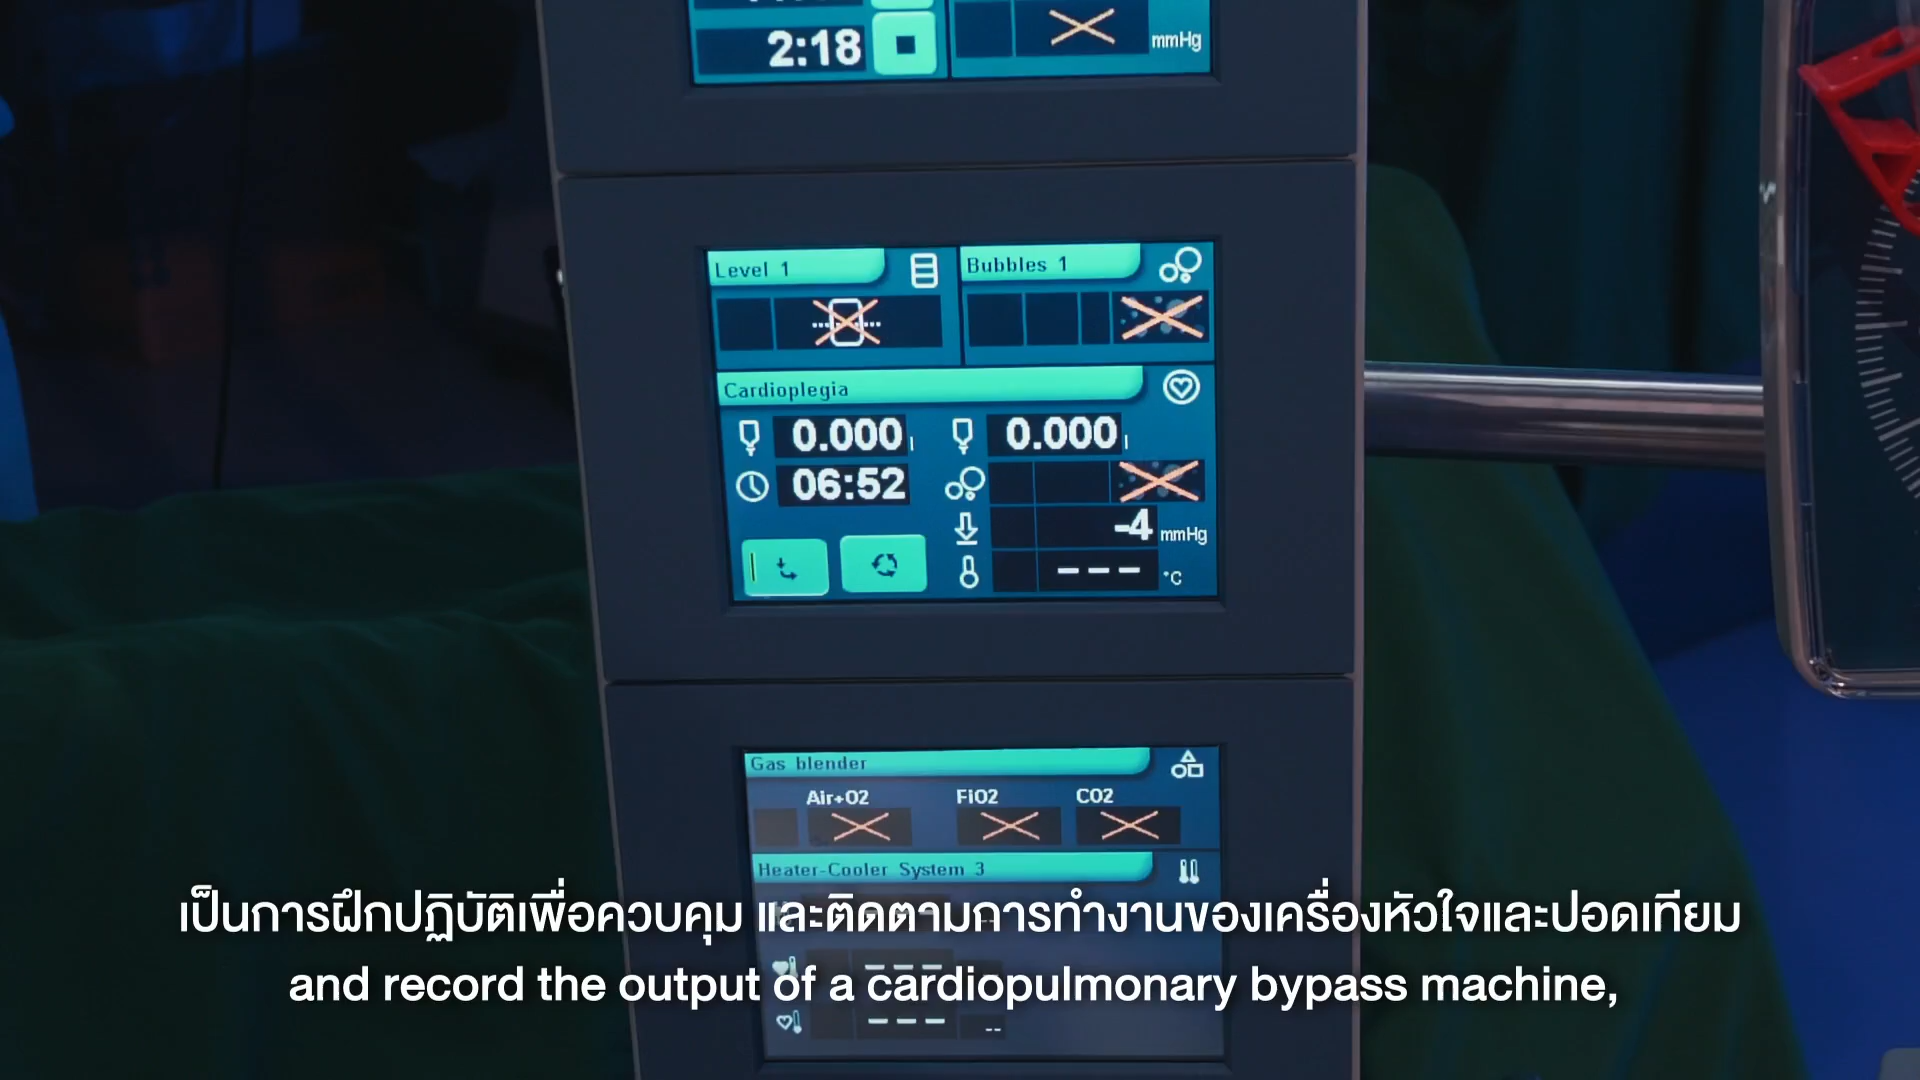 2:18
mmHg
Level 1
Bubbles 1
Cardioplegia
0.000 l
0.000 l
06:52
-4 mmHg
--- °C
Gas blender
Air+O2 FiO2 CO2
Heater-Cooler System 3
---
--- --
เป็นการฝึกปฏิบัติเพื่อควบคุม และติดตามการทำงานของเครื่องหัวใจและปอดเทียม
and record the output of a cardiopulmonary bypass machine,